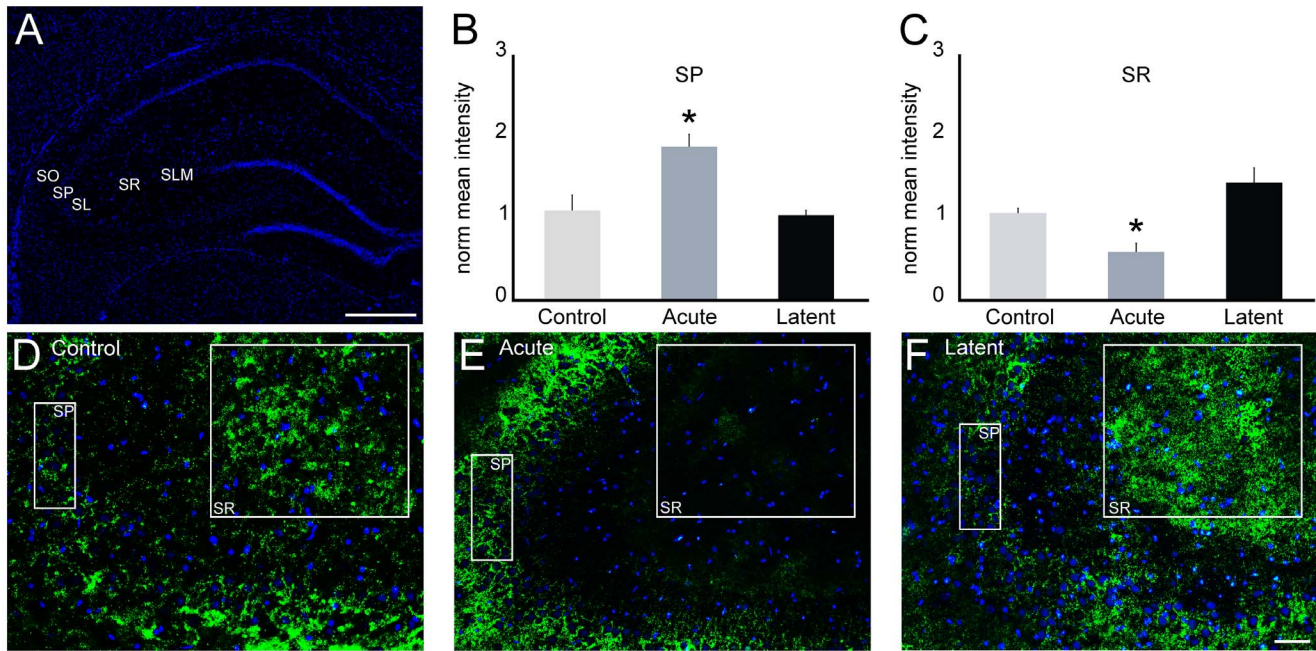 A
SO
SP
SL
SR
SLM
B
SP
norm mean intensity
3
2
1
0
*
Control
Acute
Latent
C
SR
norm mean intensity
3
2
1
0
*
Control
Acute
Latent
D Control
SP
SR
E Acute
SP
SR
F Latent
SP
SR